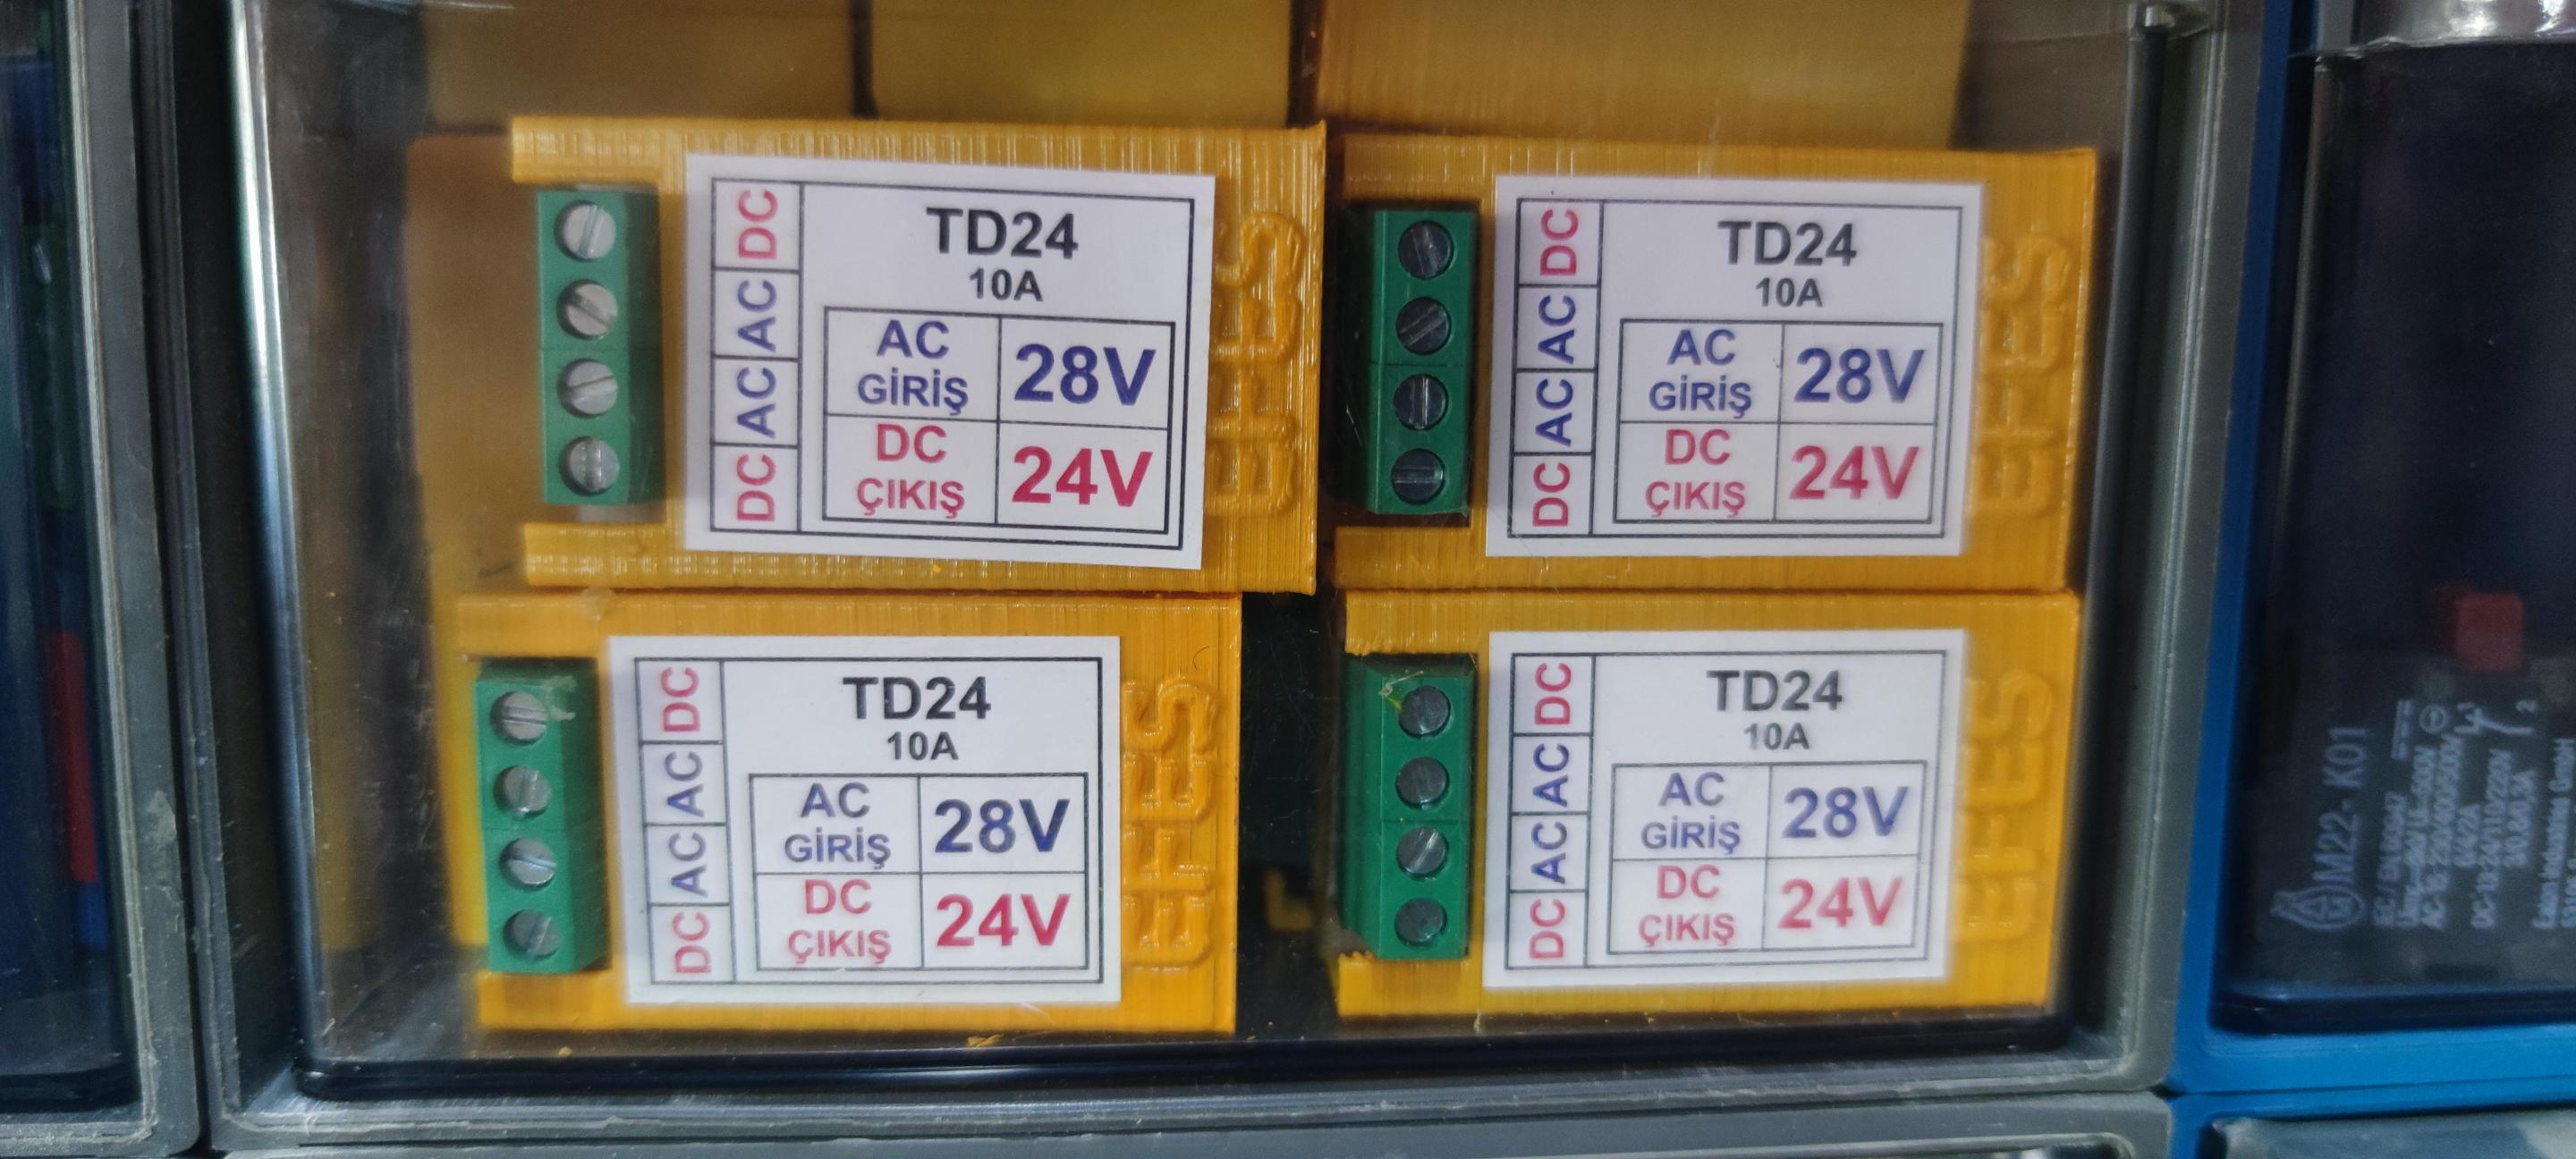 DC AC AC DC
TD24
10A
AC
GİRİŞ
28V
DC
ÇIKIŞ
24V
EFES
DC AC AC DC
TD24
10A
AC
GİRİŞ
28V
DC
ÇIKIŞ
24V
EFES
DC AC AC DC
TD24
10A
AC
GİRİŞ
28V
DC
ÇIKIŞ
24V
EFES
DC AC AC DC
TD24
10A
AC
GİRİŞ
28V
DC
ÇIKIŞ
24V
EFES
M22- K01